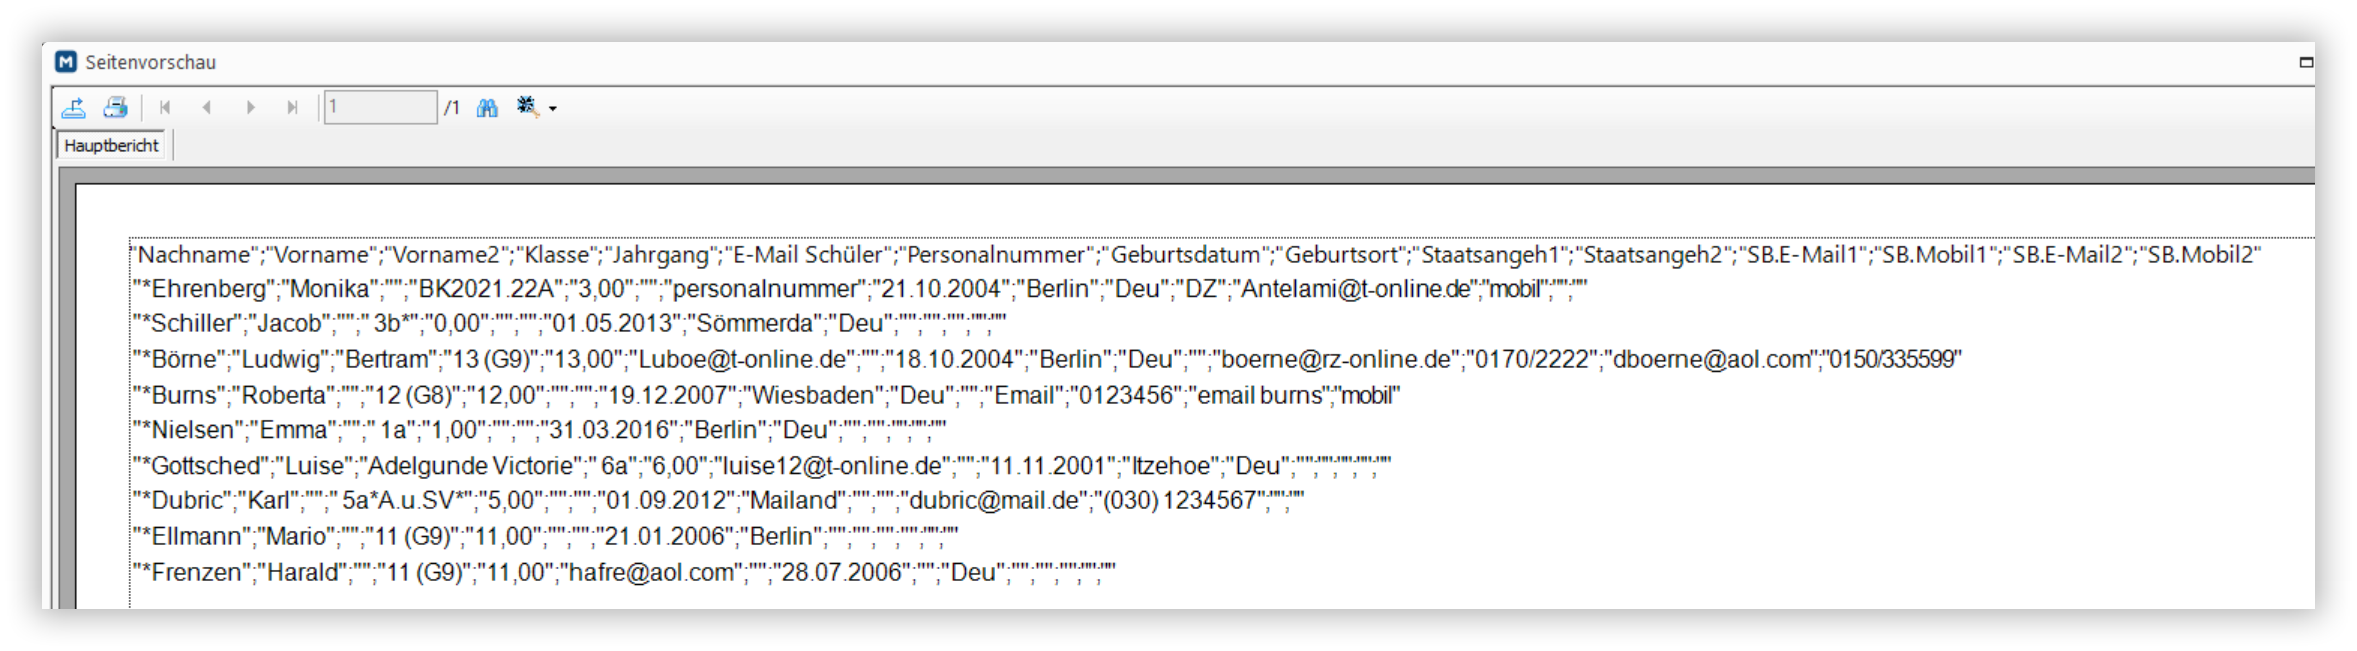 Seitenvorschau
1 /1
Hauptbericht
"Nachname";"Vorname";"Vorname2";"Klasse";"Jahrgang";"E-Mail Schüler";"Personalnummer";"Geburtsdatum";"Geburtsort";"Staatsangeh1";"Staatsangeh2";"SB.E-Mail1";"SB.Mobil1";"SB.E-Mail2";"SB.Mobil2"
"*Ehrenberg";"Monika";"";"BK2021.22A";"3,00";"";"personalnummer";"21.10.2004";"Berlin";"Deu";"DZ";"Antelami@t-online.de";"mobil";"";""
"*Schiller";"Jacob";"";" 3b*";"0,00";"";"";"01.05.2013";"Sömmerda";"Deu";"";"";"";"";""
"*Börne";"Ludwig";"Bertram";"13 (G9)";"13,00";"Luboe@t-online.de";"";"18.10.2004";"Berlin";"Deu";"";"boerne@rz-online.de";"0170/2222";"dboerne@aol.com";"0150/335599"
"*Burns";"Roberta";"";"12 (G8)";"12,00";"";"";"19.12.2007";"Wiesbaden";"Deu";"";"Email";"0123456";"email burns";"mobil"
"*Nielsen";"Emma";"";" 1a";"1,00";"";"";"31.03.2016";"Berlin";"Deu";"";"";"";"";""
"*Gottsched";"Luise";"Adelgunde Victorie";" 6a";"6,00";"luise12@t-online.de";"";"11.11.2001";"Itzehoe";"Deu";"";"";"";"";""
"*Dubric";"Karl";"";" 5a*A.u.SV*";"5,00";"";"";"01.09.2012";"Mailand";"";"";"dubric@mail.de";"(030) 1234567";"";""
"*Ellmann";"Mario";"";"11 (G9)";"11,00";"";"";"21.01.2006";"Berlin";"";"";"";"";"";""
"*Frenzen";"Harald";"";"11 (G9)";"11,00";"hafre@aol.com";"";"28.07.2006";"";"Deu";"";"";"";"";""